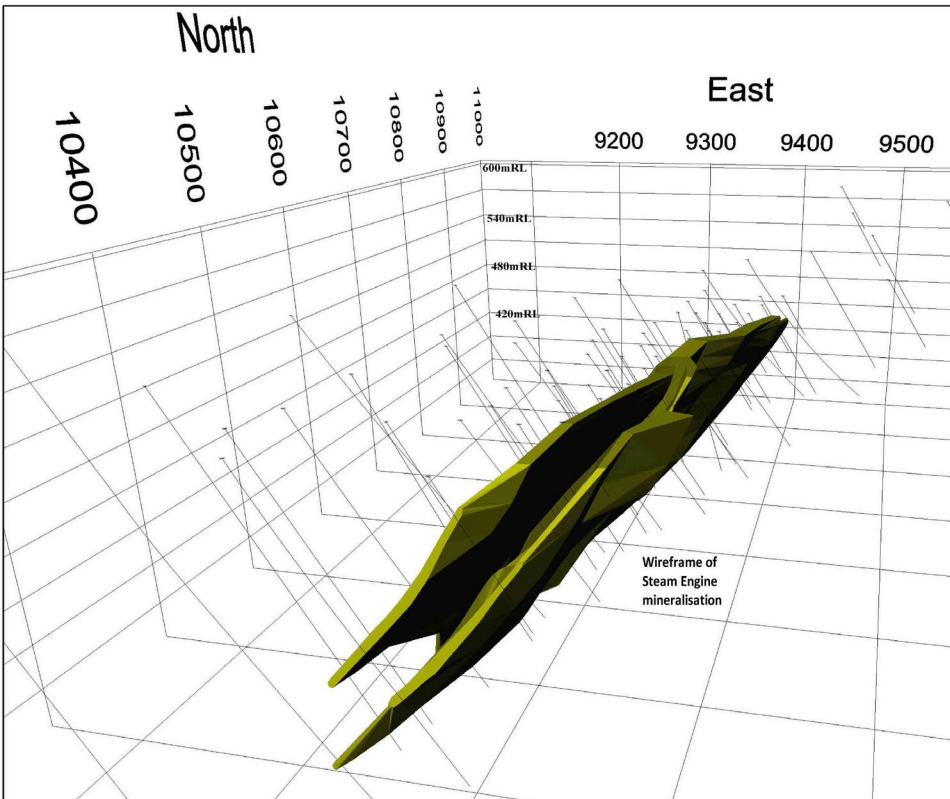 North
East
10400
10500
10600
10700
10800
10900
11000
9200
9300
9400
9500
600mRL
540mRL
480mRL
420mRL
Wireframe of
Steam Engine
mineralisation